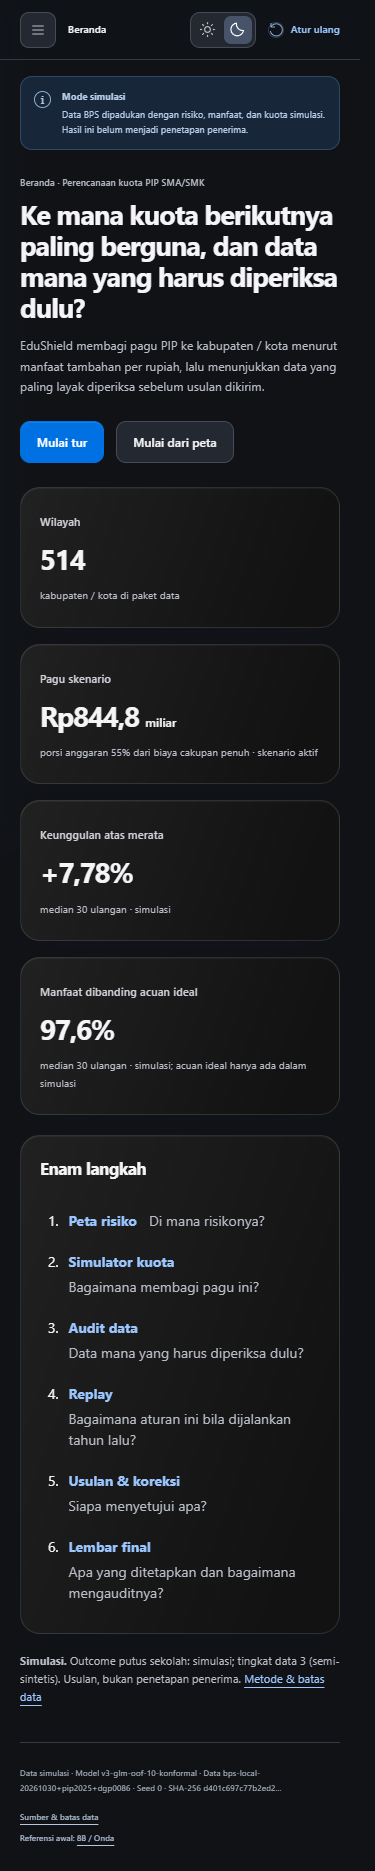 Beranda
Atur ulang
Mode simulasi
Data BPS dipadukan dengan risiko, manfaat, dan kuota simulasi.
Hasil ini belum menjadi penetapan penerima.
Beranda · Perencanaan kuota PIP SMA/SMK
Ke mana kuota berikutnya
paling berguna, dan data
mana yang harus diperiksa
dulu?
EduShield membagi pagu PIP ke kabupaten / kota menurut
manfaat tambahan per rupiah, lalu menunjukkan data yang
paling layak diperiksa sebelum usulan dikirim.
Mulai tur
Mulai dari peta
Wilayah
514
kabupaten / kota di paket data
Pagu skenario
Rp844,8 miliar
porsi anggaran 55% dari biaya cakupan penuh · skenario aktif
Keunggulan atas merata
+7,78%
median 30 ulangan · simulasi
Manfaat dibanding acuan ideal
97,6%
median 30 ulangan · simulasi; acuan ideal hanya ada dalam
simulasi
Enam langkah
1. Peta risiko Di mana risikonya?
2. Simulator kuota
Bagaimana membagi pagu ini?
3. Audit data
Data mana yang harus diperiksa dulu?
4. Replay
Bagaimana aturan ini bila dijalankan
tahun lalu?
5. Usulan & koreksi
Siapa menyetujui apa?
6. Lembar final
Apa yang ditetapkan dan bagaimana
mengauditnya?
Simulasi. Outcome putus sekolah: simulasi; tingkat data 3 (semi-
sintetis). Usulan, bukan penetapan penerima. Metode & batas
data
Data simulasi · Model v3-glm-oof-10-konformal · Data bps-local-
20261030+pip2025+dgp0086 · Seed 0 · SHA-256 d401c697c77b2ed2…
Sumber & batas data
Referensi awal: 8B / Onda